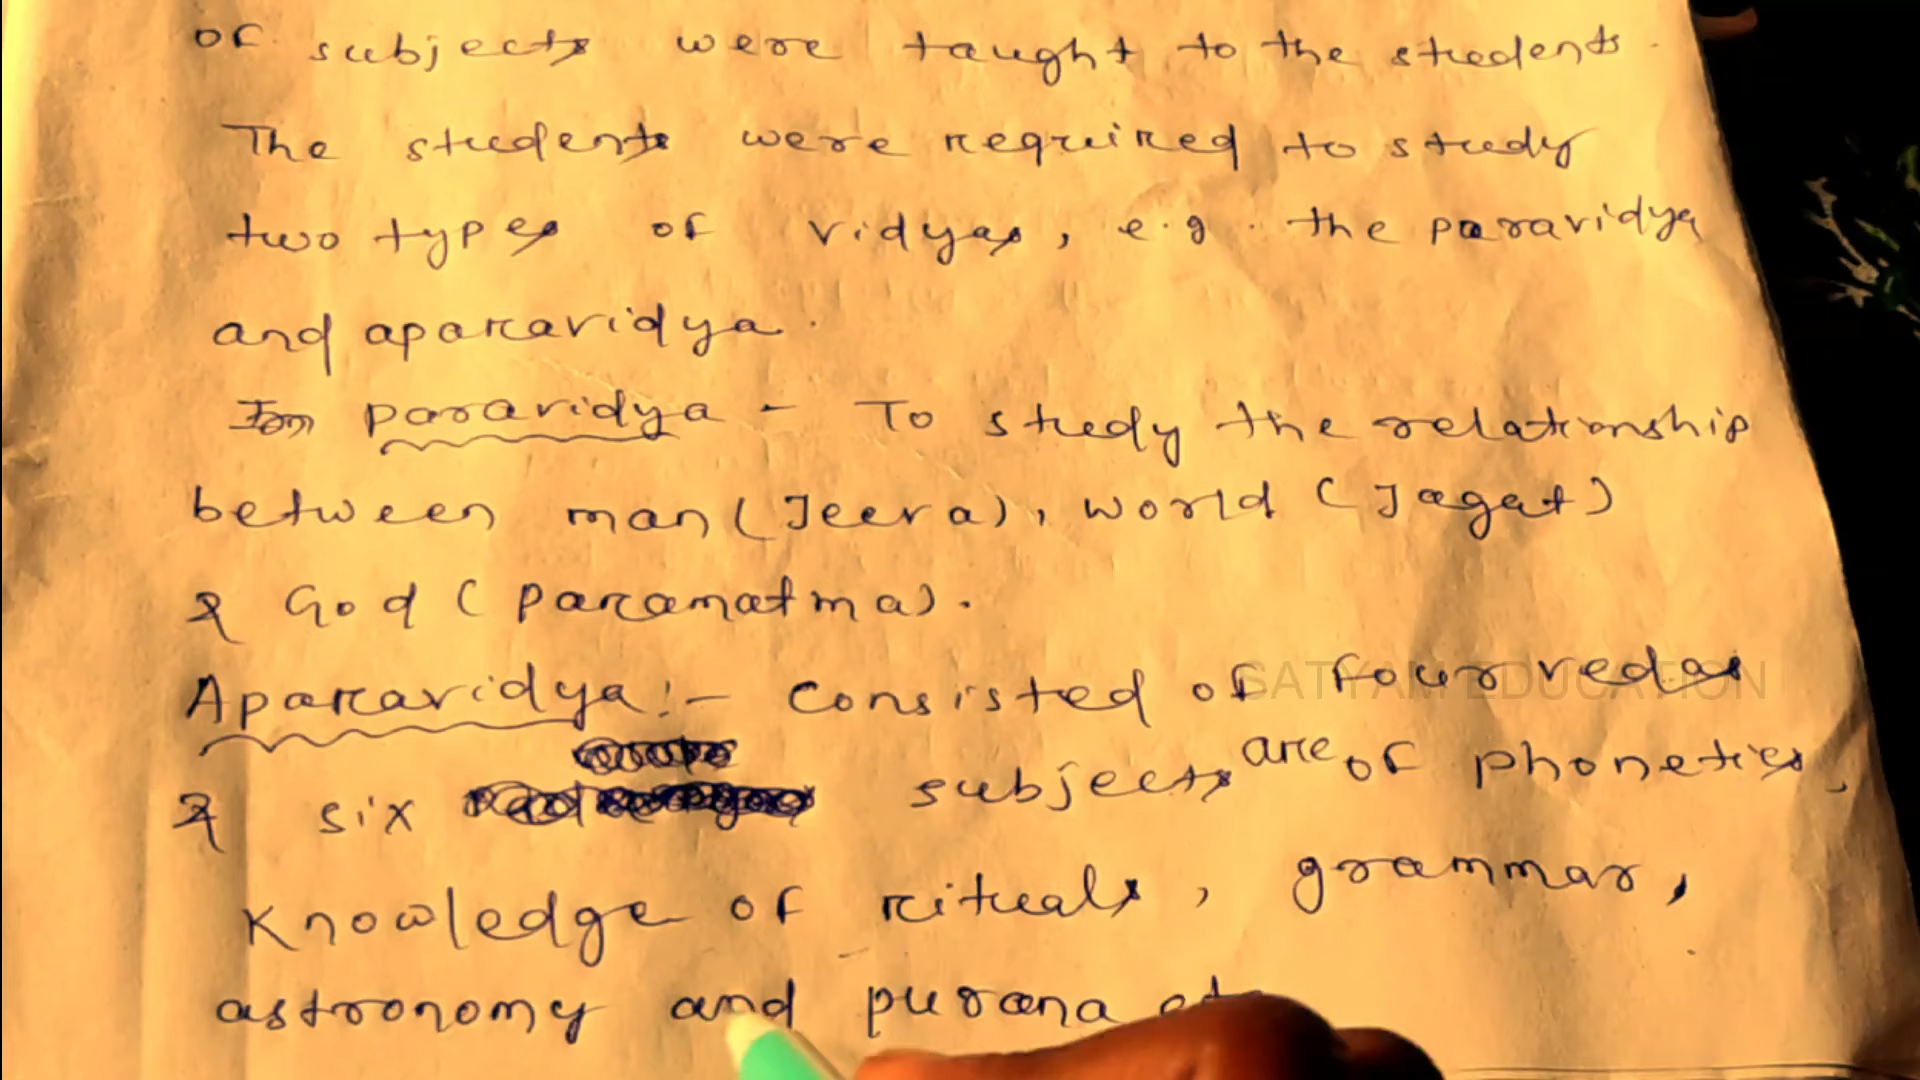 of subjects were taught to the students.
The students were required to study
two types of vidyas, e.g. the paravidya
and aparavidya.
paravidya - To study the relationship
between man (Jeeva), world (Jagat)
& God (paramatma).
Aparavidya:- Consisted of four vedas
SATYAM EDUCATION
& six subjects are of phonetics,
Knowledge of rituals, grammar,
astronomy and purana